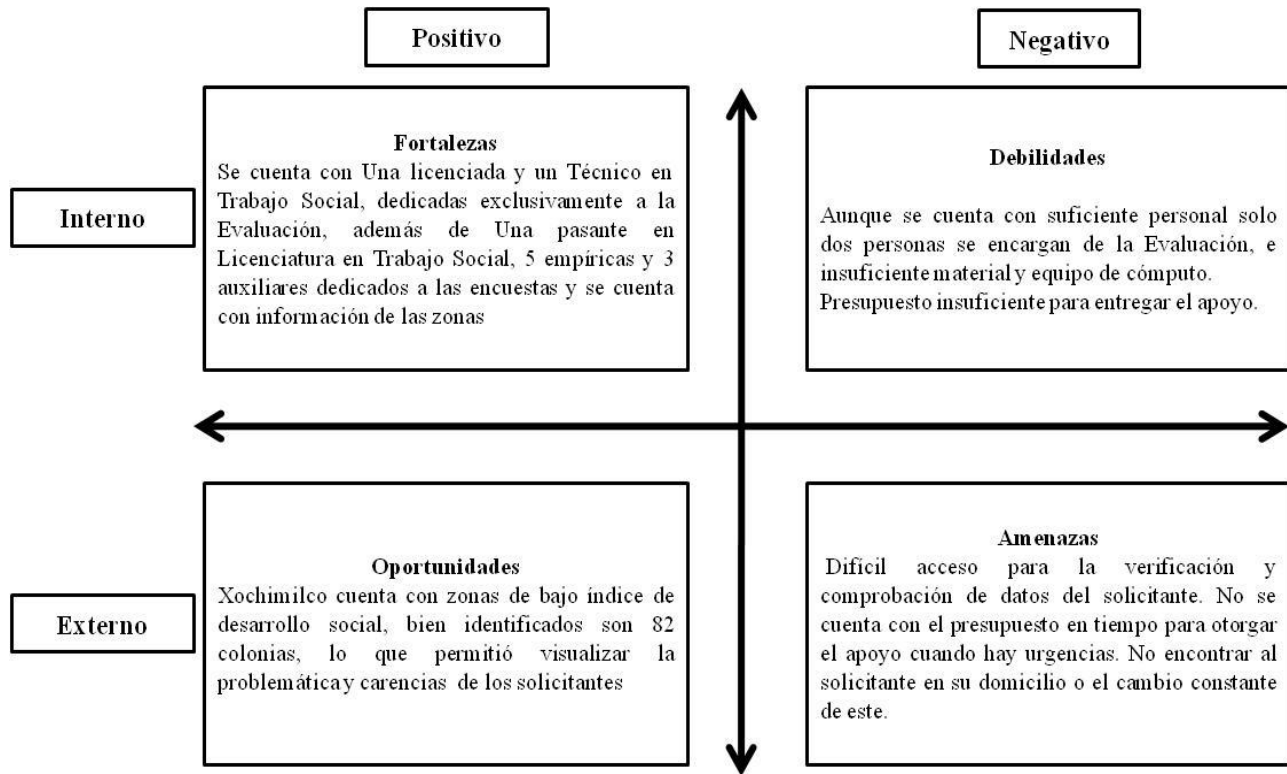 Positivo
Negativo
Interno
Fortalezas
Se cuenta con Una licenciada y un Técnico en
Trabajo Social, dedicadas exclusivamente a la
Evaluación, además de Una pasante en
Licenciatura en Trabajo Social, 5 empíricas y 3
auxiliares dedicados a las encuestas y se cuenta
con información de las zonas
Debilidades
Aunque se cuenta con suficiente personal solo
dos personas se encargan de la Evaluación, e
insuficiente material y equipo de cómputo.
Presupuesto insuficiente para entregar el apoyo.
Externo
Oportunidades
Xochimilco cuenta con zonas de bajo índice de
desarrollo social, bien identificados son 82
colonias, lo que permitió visualizar la
problemática y carencias de los solicitantes
Amenazas
Difícil acceso para la verificación y
comprobación de datos del solicitante. No se
cuenta con el presupuesto en tiempo para otorgar
el apoyo cuando hay urgencias. No encontrar al
solicitante en su domicilio o el cambio constante
de este.